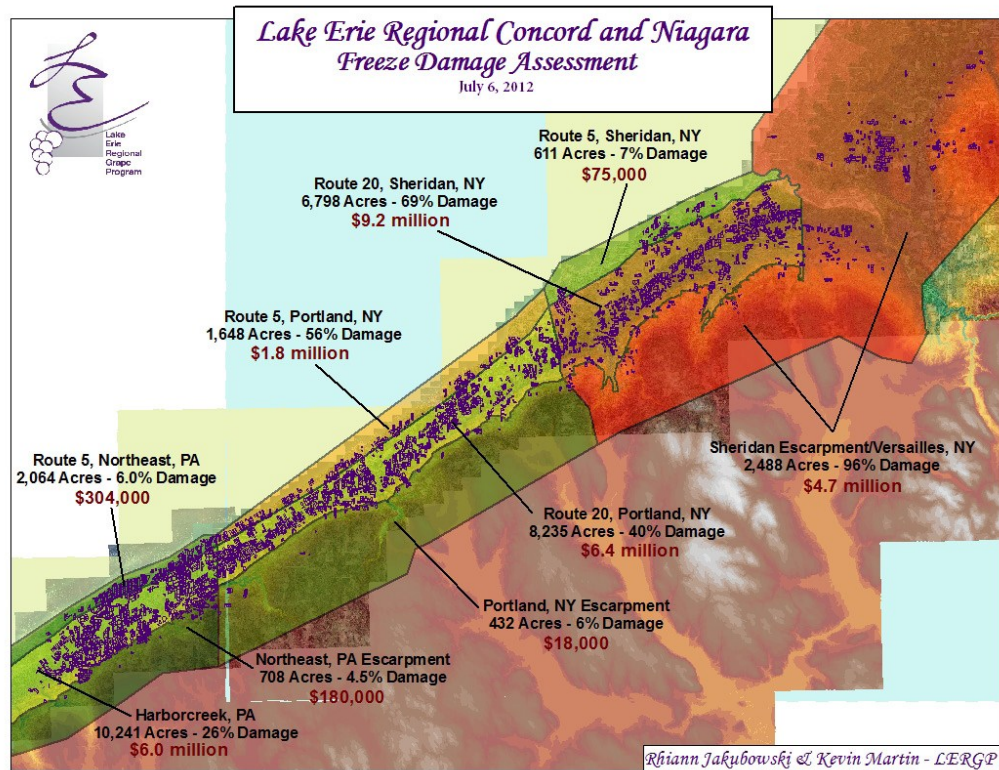 Lake Erie Regional Concord and Niagara
Freeze Damage Assessment
July 6, 2012
LE
Lake
Erie
Regional
Grape
Program
Route 5, Sheridan, NY
611 Acres - 7% Damage
$75,000
Route 20, Sheridan, NY
6,798 Acres - 69% Damage
$9.2 million
Route 5, Portland, NY
1,648 Acres - 56% Damage
$1.8 million
Route 5, Northeast, PA
2,064 Acres - 6.0% Damage
$304,000
Sheridan Escarpment/Versailles, NY
2,488 Acres - 96% Damage
$4.7 million
Route 20, Portland, NY
8,235 Acres - 40% Damage
$6.4 million
Portland, NY Escarpment
432 Acres - 6% Damage
$18,000
Northeast, PA Escarpment
708 Acres - 4.5% Damage
$180,000
Harborcreek, PA
10,241 Acres - 26% Damage
$6.0 million
Rhiann Jakubowski & Kevin Martin - LERGP